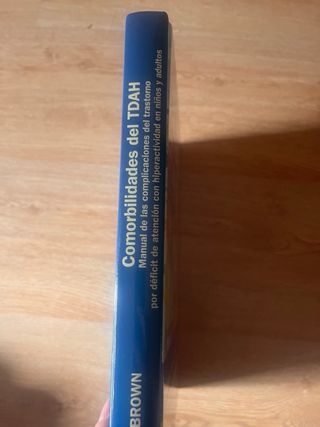 Comorbilidades del TDAH
Manual de las complicaciones del trastorno
por déficit de atención con hiperactividad en niños y adultos
BROWN